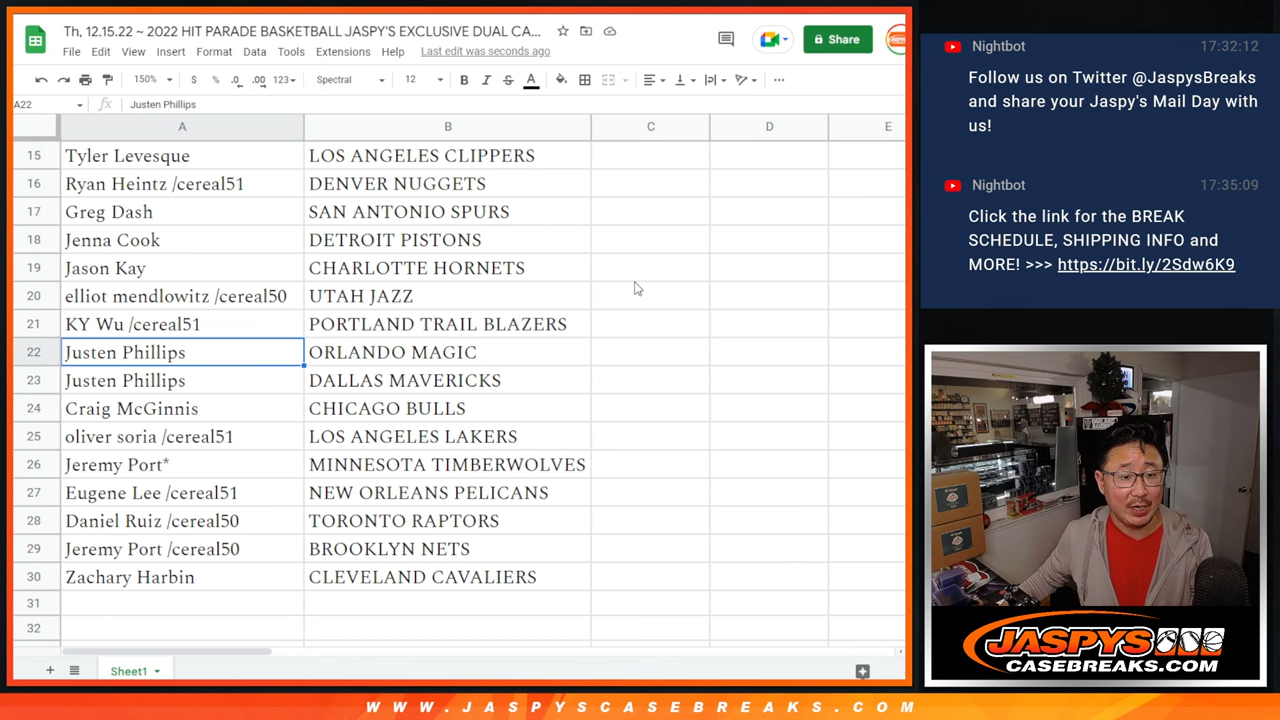 Th, 12.15.22 ~ 2022 HIT PARADE BASKETBALL JASPY'S EXCLUSIVE DUAL CA...
File Edit View Insert Format Data Tools Extensions Help Last edit was seconds ago
Share
150% $ % .0 .00 123 Spectral 12 B I S A
A22 fx Justen Phillips
A B C D E
15 Tyler Levesque LOS ANGELES CLIPPERS
16 Ryan Heintz /cereal51 DENVER NUGGETS
17 Greg Dash SAN ANTONIO SPURS
18 Jenna Cook DETROIT PISTONS
19 Jason Kay CHARLOTTE HORNETS
20 elliot mendlowitz /cereal50 UTAH JAZZ
21 KY Wu /cereal51 PORTLAND TRAIL BLAZERS
22 Justen Phillips ORLANDO MAGIC
23 Justen Phillips DALLAS MAVERICKS
24 Craig McGinnis CHICAGO BULLS
25 oliver soria /cereal51 LOS ANGELES LAKERS
26 Jeremy Port* MINNESOTA TIMBERWOLVES
27 Eugene Lee /cereal51 NEW ORLEANS PELICANS
28 Daniel Ruiz /cereal50 TORONTO RAPTORS
29 Jeremy Port /cereal50 BROOKLYN NETS
30 Zachary Harbin CLEVELAND CAVALIERS
31
32
Sheet1
Nightbot 17:32:12
Follow us on Twitter @JaspysBreaks
and share your Jaspy's Mail Day with
us!
Nightbot 17:35:09
Click the link for the BREAK
SCHEDULE, SHIPPING INFO and
MORE! >>> https://bit.ly/2Sdw6K9
JASPYS
CASEBREAKS.COM
WWW.JASPYSCASEBREAKS.COM